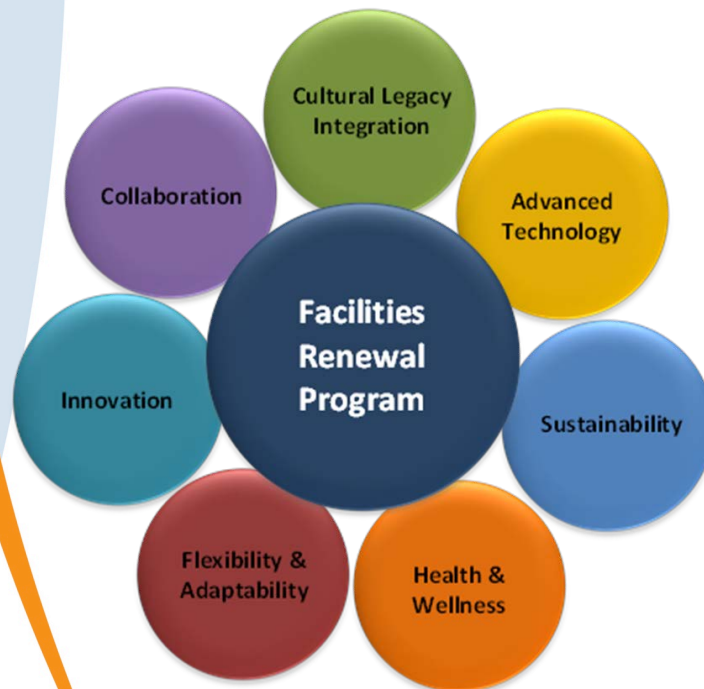 Cultural Legacy
Integration
Collaboration
Advanced
Technology
Facilities
Renewal
Program
Innovation
Sustainability
Flexibility &
Adaptability
Health &
Wellness